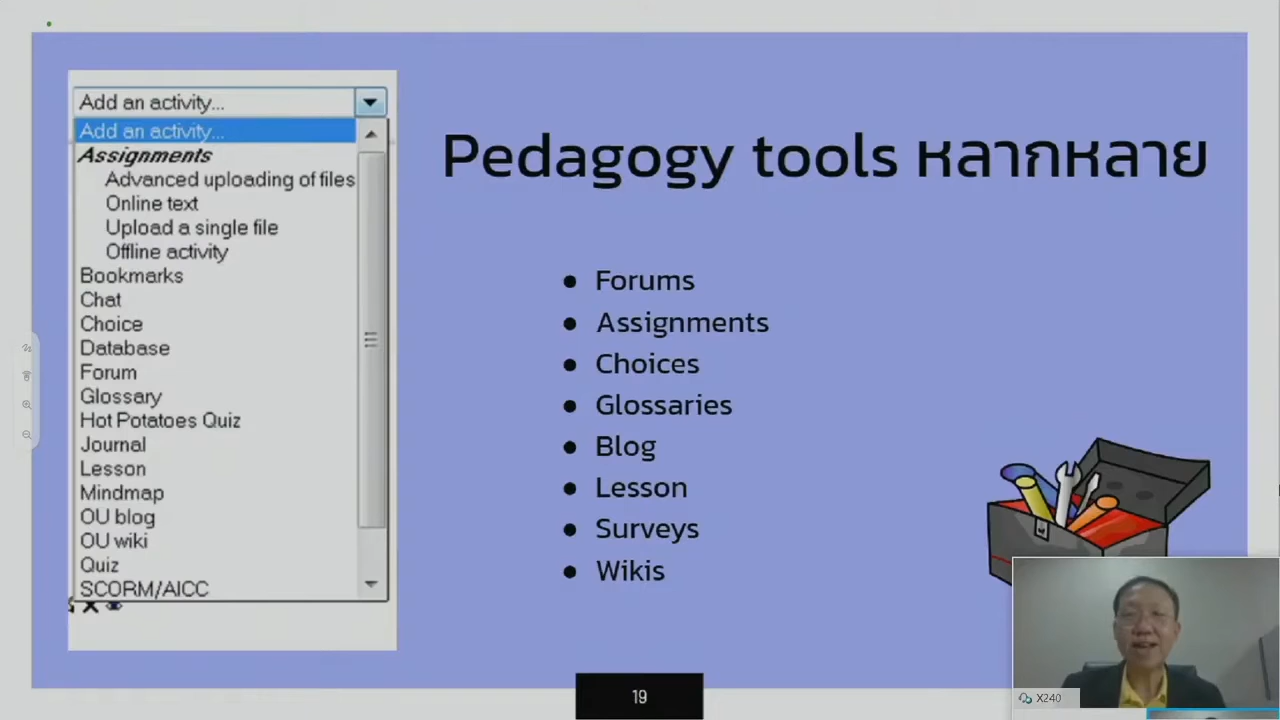 Add an activity...
Add an activity...
Assignments
Advanced uploading of files
Online text
Upload a single file
Offline activity
Bookmarks
Chat
Choice
Database
Forum
Glossary
Hot Potatoes Quiz
Journal
Lesson
Mindmap
OU blog
OU wiki
Quiz
SCORM/AICC
Pedagogy tools หลากหลาย
● Forums
● Assignments
● Choices
● Glossaries
● Blog
● Lesson
● Surveys
● Wikis
19
X240